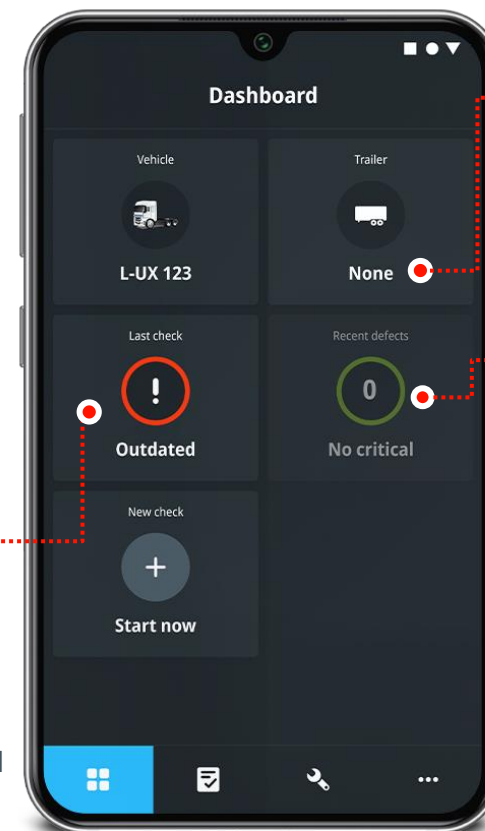 Dashboard
Vehicle
Trailer
L-UX 123
None
Last check
Recent defects
!
0
Outdated
No critical
New check
+
Start now